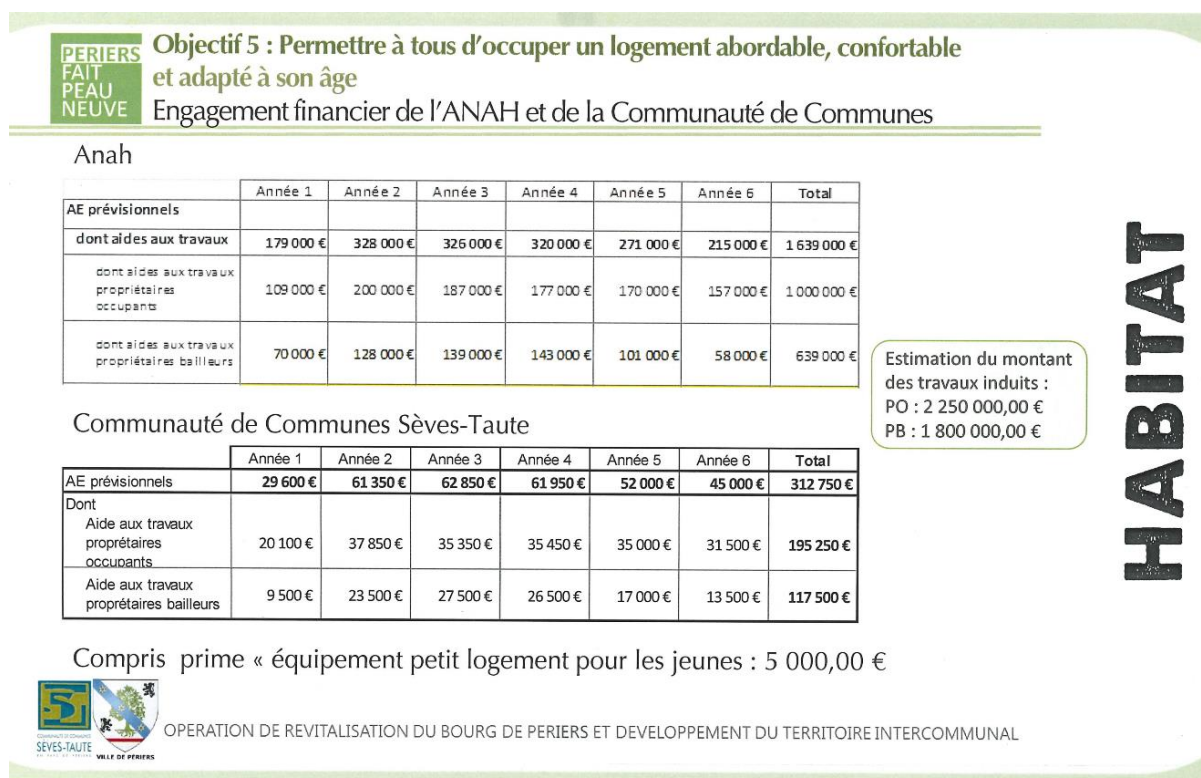 PERIERS
FAIT
PEAU
NEUVE
Objectif 5 : Permettre à tous d'occuper un logement abordable, confortable
et adapté à son âge
Engagement financier de l'ANAH et de la Communauté de Communes
Anah
Année 1 Année 2 Année 3 Année 4 Année 5 Année 6 Total
AE prévisionnels
dont aides aux travaux 179 000 € 328 000 € 326 000 € 320 000 € 271 000 € 215 000 € 1 639 000 €
dont aides aux travaux
propriétaires
occupants
109 000 € 200 000 € 187 000 € 177 000 € 170 000 € 157 000 € 1 000 000 €
dont aides aux travaux
propriétaires bailleurs
70 000 € 128 000 € 139 000 € 143 000 € 101 000 € 58 000 € 639 000 €
Estimation du montant
des travaux induits :
PO : 2 250 000,00 €
PB : 1 800 000,00 €
HABITAT
Communauté de Communes Sèves-Taute
Année 1 Année 2 Année 3 Année 4 Année 5 Année 6 Total
AE prévisionnels 29 600 € 61 350 € 62 850 € 61 950 € 52 000 € 45 000 € 312 750 €
Dont
Aide aux travaux
proprétaires
occupants
20 100 € 37 850 € 35 350 € 35 450 € 35 000 € 31 500 € 195 250 €
Aide aux travaux
proprétaires bailleurs
9 500 € 23 500 € 27 500 € 26 500 € 17 000 € 13 500 € 117 500 €
Compris prime « équipement petit logement pour les jeunes : 5 000,00 €
SÈVES-TAUTE
VILLE DE PÉRIERS
OPERATION DE REVITALISATION DU BOURG DE PERIERS ET DEVELOPPEMENT DU TERRITOIRE INTERCOMMUNAL